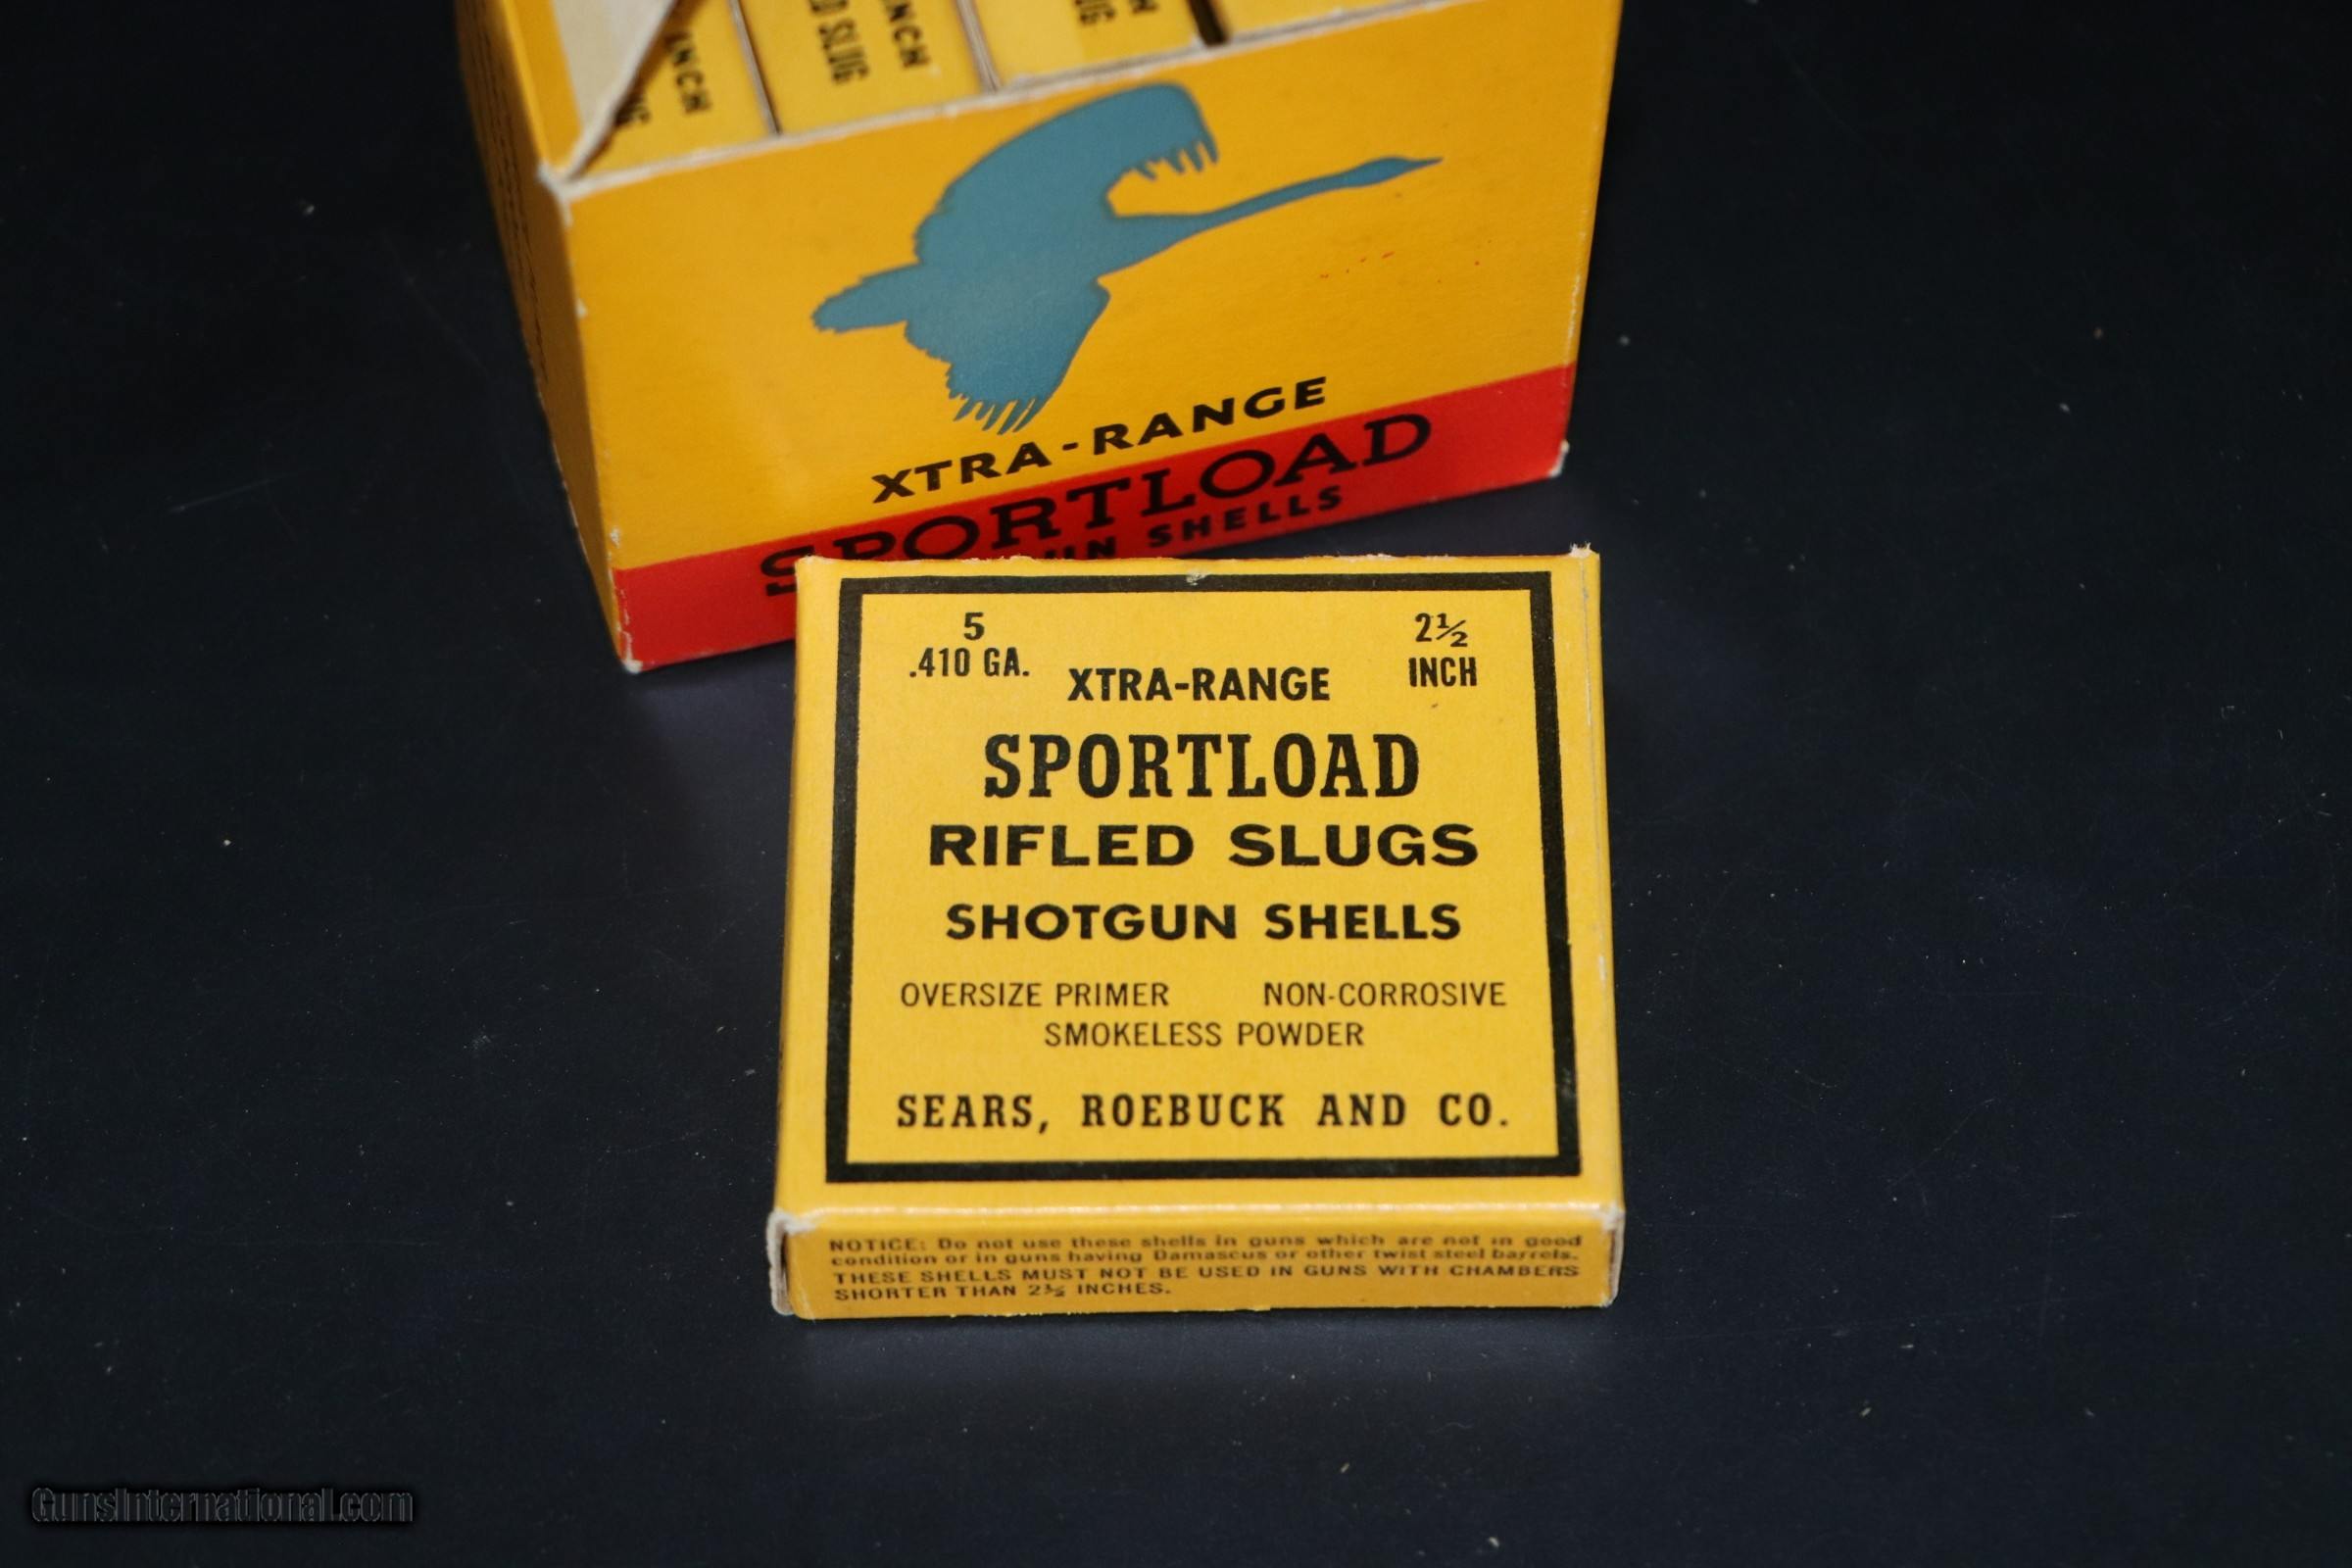 INCH
INCH
D SLUG
XTRA-RANGE
SPORTLOAD
SHELLS
5
.410 GA.
2½
INCH
XTRA-RANGE
SPORTLOAD
RIFLED SLUGS
SHOTGUN SHELLS
OVERSIZE PRIMER NON-CORROSIVE
SMOKELESS POWDER
SEARS, ROEBUCK AND CO.
NOTICE: Do not use these shells in guns which are not in good
condition or in guns having Damascus or other twist steel barrels.
THESE SHELLS MUST NOT BE USED IN GUNS WITH CHAMBERS
SHORTER THAN 2½ INCHES.
GunsInternational.com